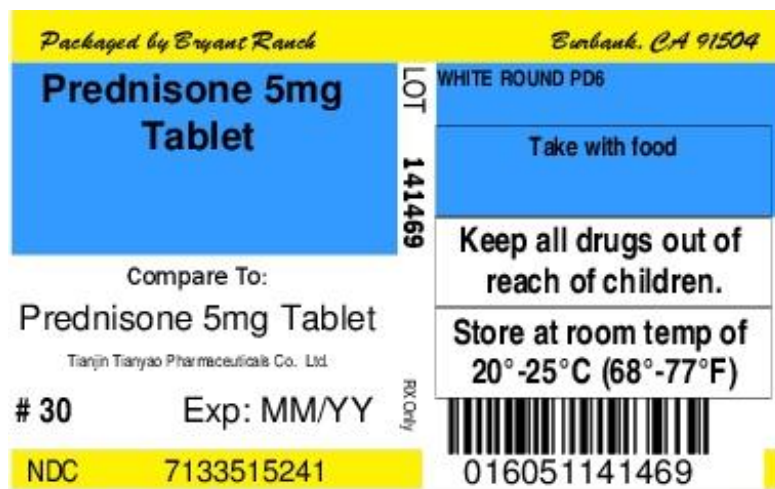 Packaged by Bryant Ranch
Burbank, CA 91504
Prednisone 5mg
Tablet
Compare To:
Prednisone 5mg Tablet
Tianjin Tianyao Pharmaceuticals Co. Ltd.
# 30
Exp: MM/YY
NDC 7133515241
LOT 141469
RX Only
WHITE ROUND PD6
Take with food
Keep all drugs out of
reach of children.
Store at room temp of
20°-25°C (68°-77°F)
016051141469